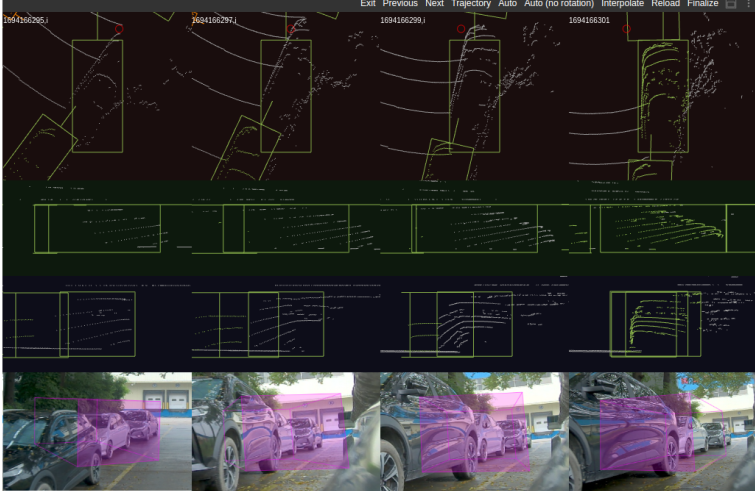 Exit Previous Next Trajectory Auto Auto (no rotation) Interpolate Reload Finalize
1694166295,i 1694166297,i 1694166299,i 1694166301